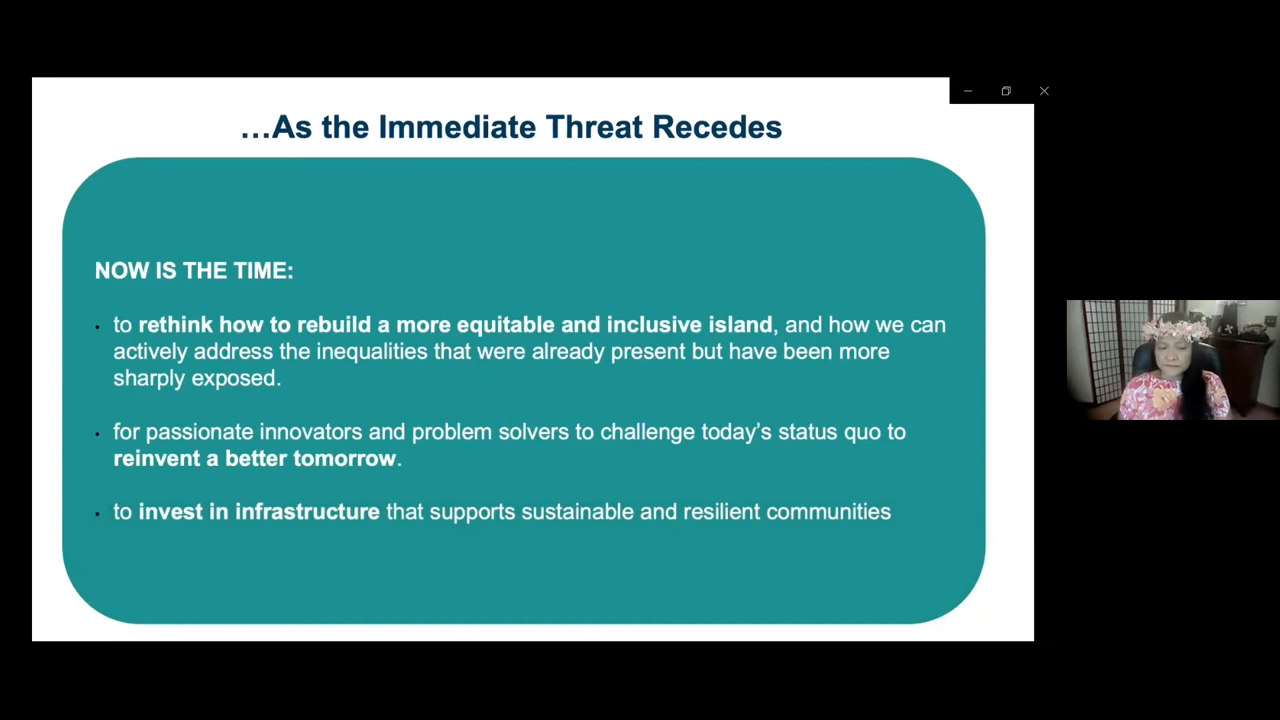 …As the Immediate Threat Recedes
NOW IS THE TIME:
• to rethink how to rebuild a more equitable and inclusive island, and how we can
actively address the inequalities that were already present but have been more
sharply exposed.
• for passionate innovators and problem solvers to challenge today’s status quo to
reinvent a better tomorrow.
• to invest in infrastructure that supports sustainable and resilient communities